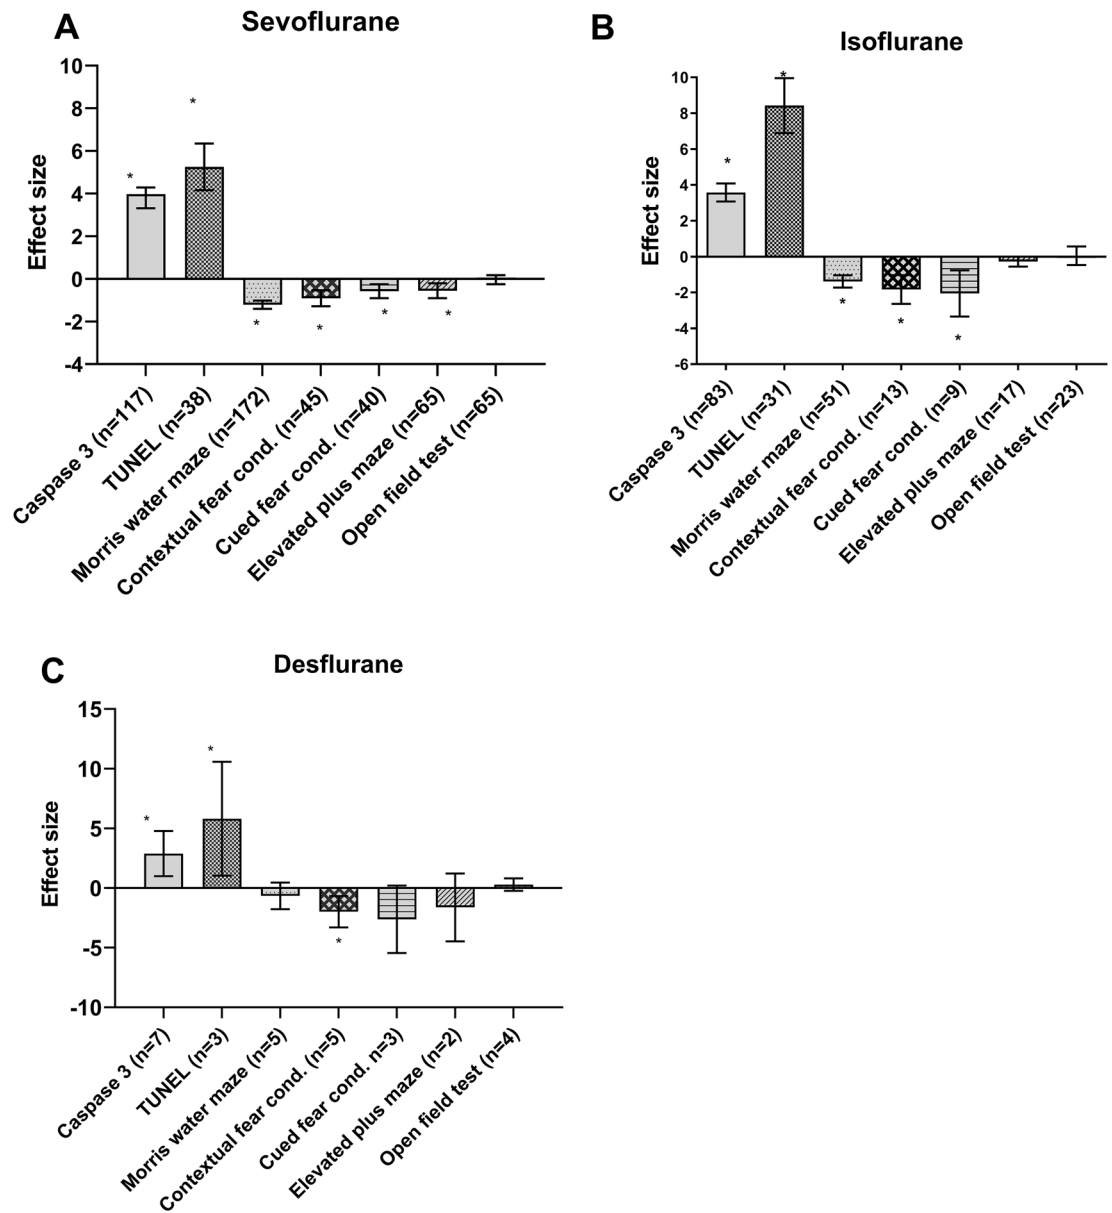 A
Sevoflurane
Effect size
10
8
6
4
2
0
-2
-4
*
*
*
*
*
*
Caspase 3 (n=117)
TUNEL (n=38)
Morris water maze (n=172)
Contextual fear cond. (n=45)
Cued fear cond. (n=40)
Elevated plus maze (n=65)
Open field test (n=65)
B
Isoflurane
Effect size
10
8
6
4
2
0
-2
-4
-6
*
*
*
*
*
Caspase 3 (n=83)
TUNEL (n=31)
Morris water maze (n=51)
Contextual fear cond. (n=13)
Cued fear cond. (n=9)
Elevated plus maze (n=17)
Open field test (n=23)
C
Desflurane
Effect size
15
10
5
0
-5
-10
*
*
*
Caspase 3 (n=7)
TUNEL (n=3)
Morris water maze (n=5)
Contextual fear cond. (n=5)
Cued fear cond. n=3)
Elevated plus maze (n=2)
Open field test (n=4)